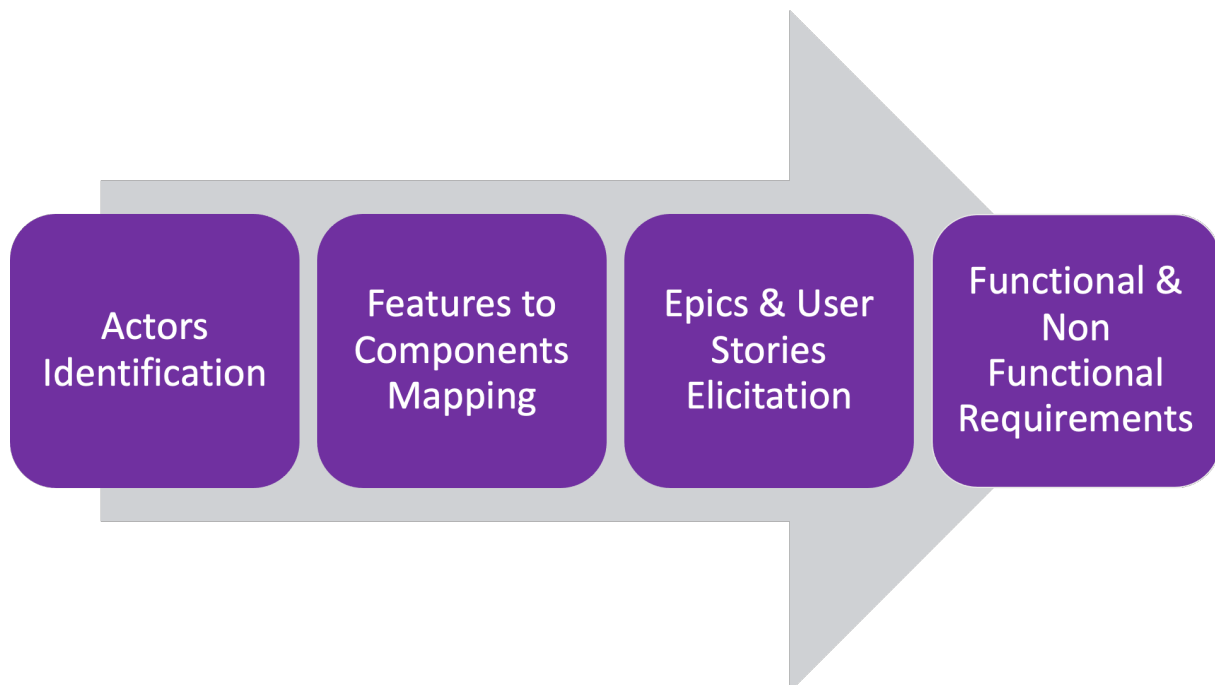 Actors
Identification
Features to
Components
Mapping
Epics & User
Stories
Elicitation
Functional &
Non
Functional
Requirements